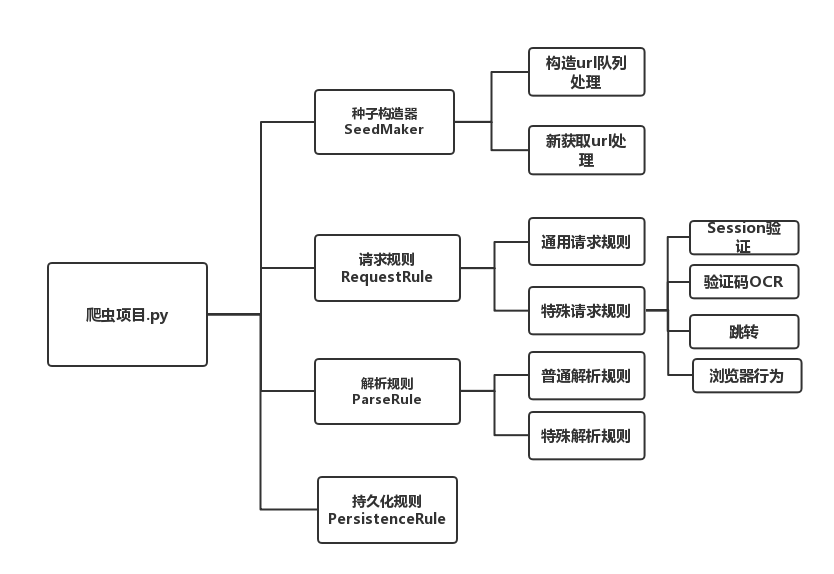 构造url队列
处理
种子构造器
SeedMaker
新获取url处
理
请求规则
RequestRule
通用请求规则
Session验
证
验证码OCR
特殊请求规则
爬虫项目.py
跳转
解析规则
ParseRule
普通解析规则
浏览器行为
特殊解析规则
持久化规则
PersistenceRule